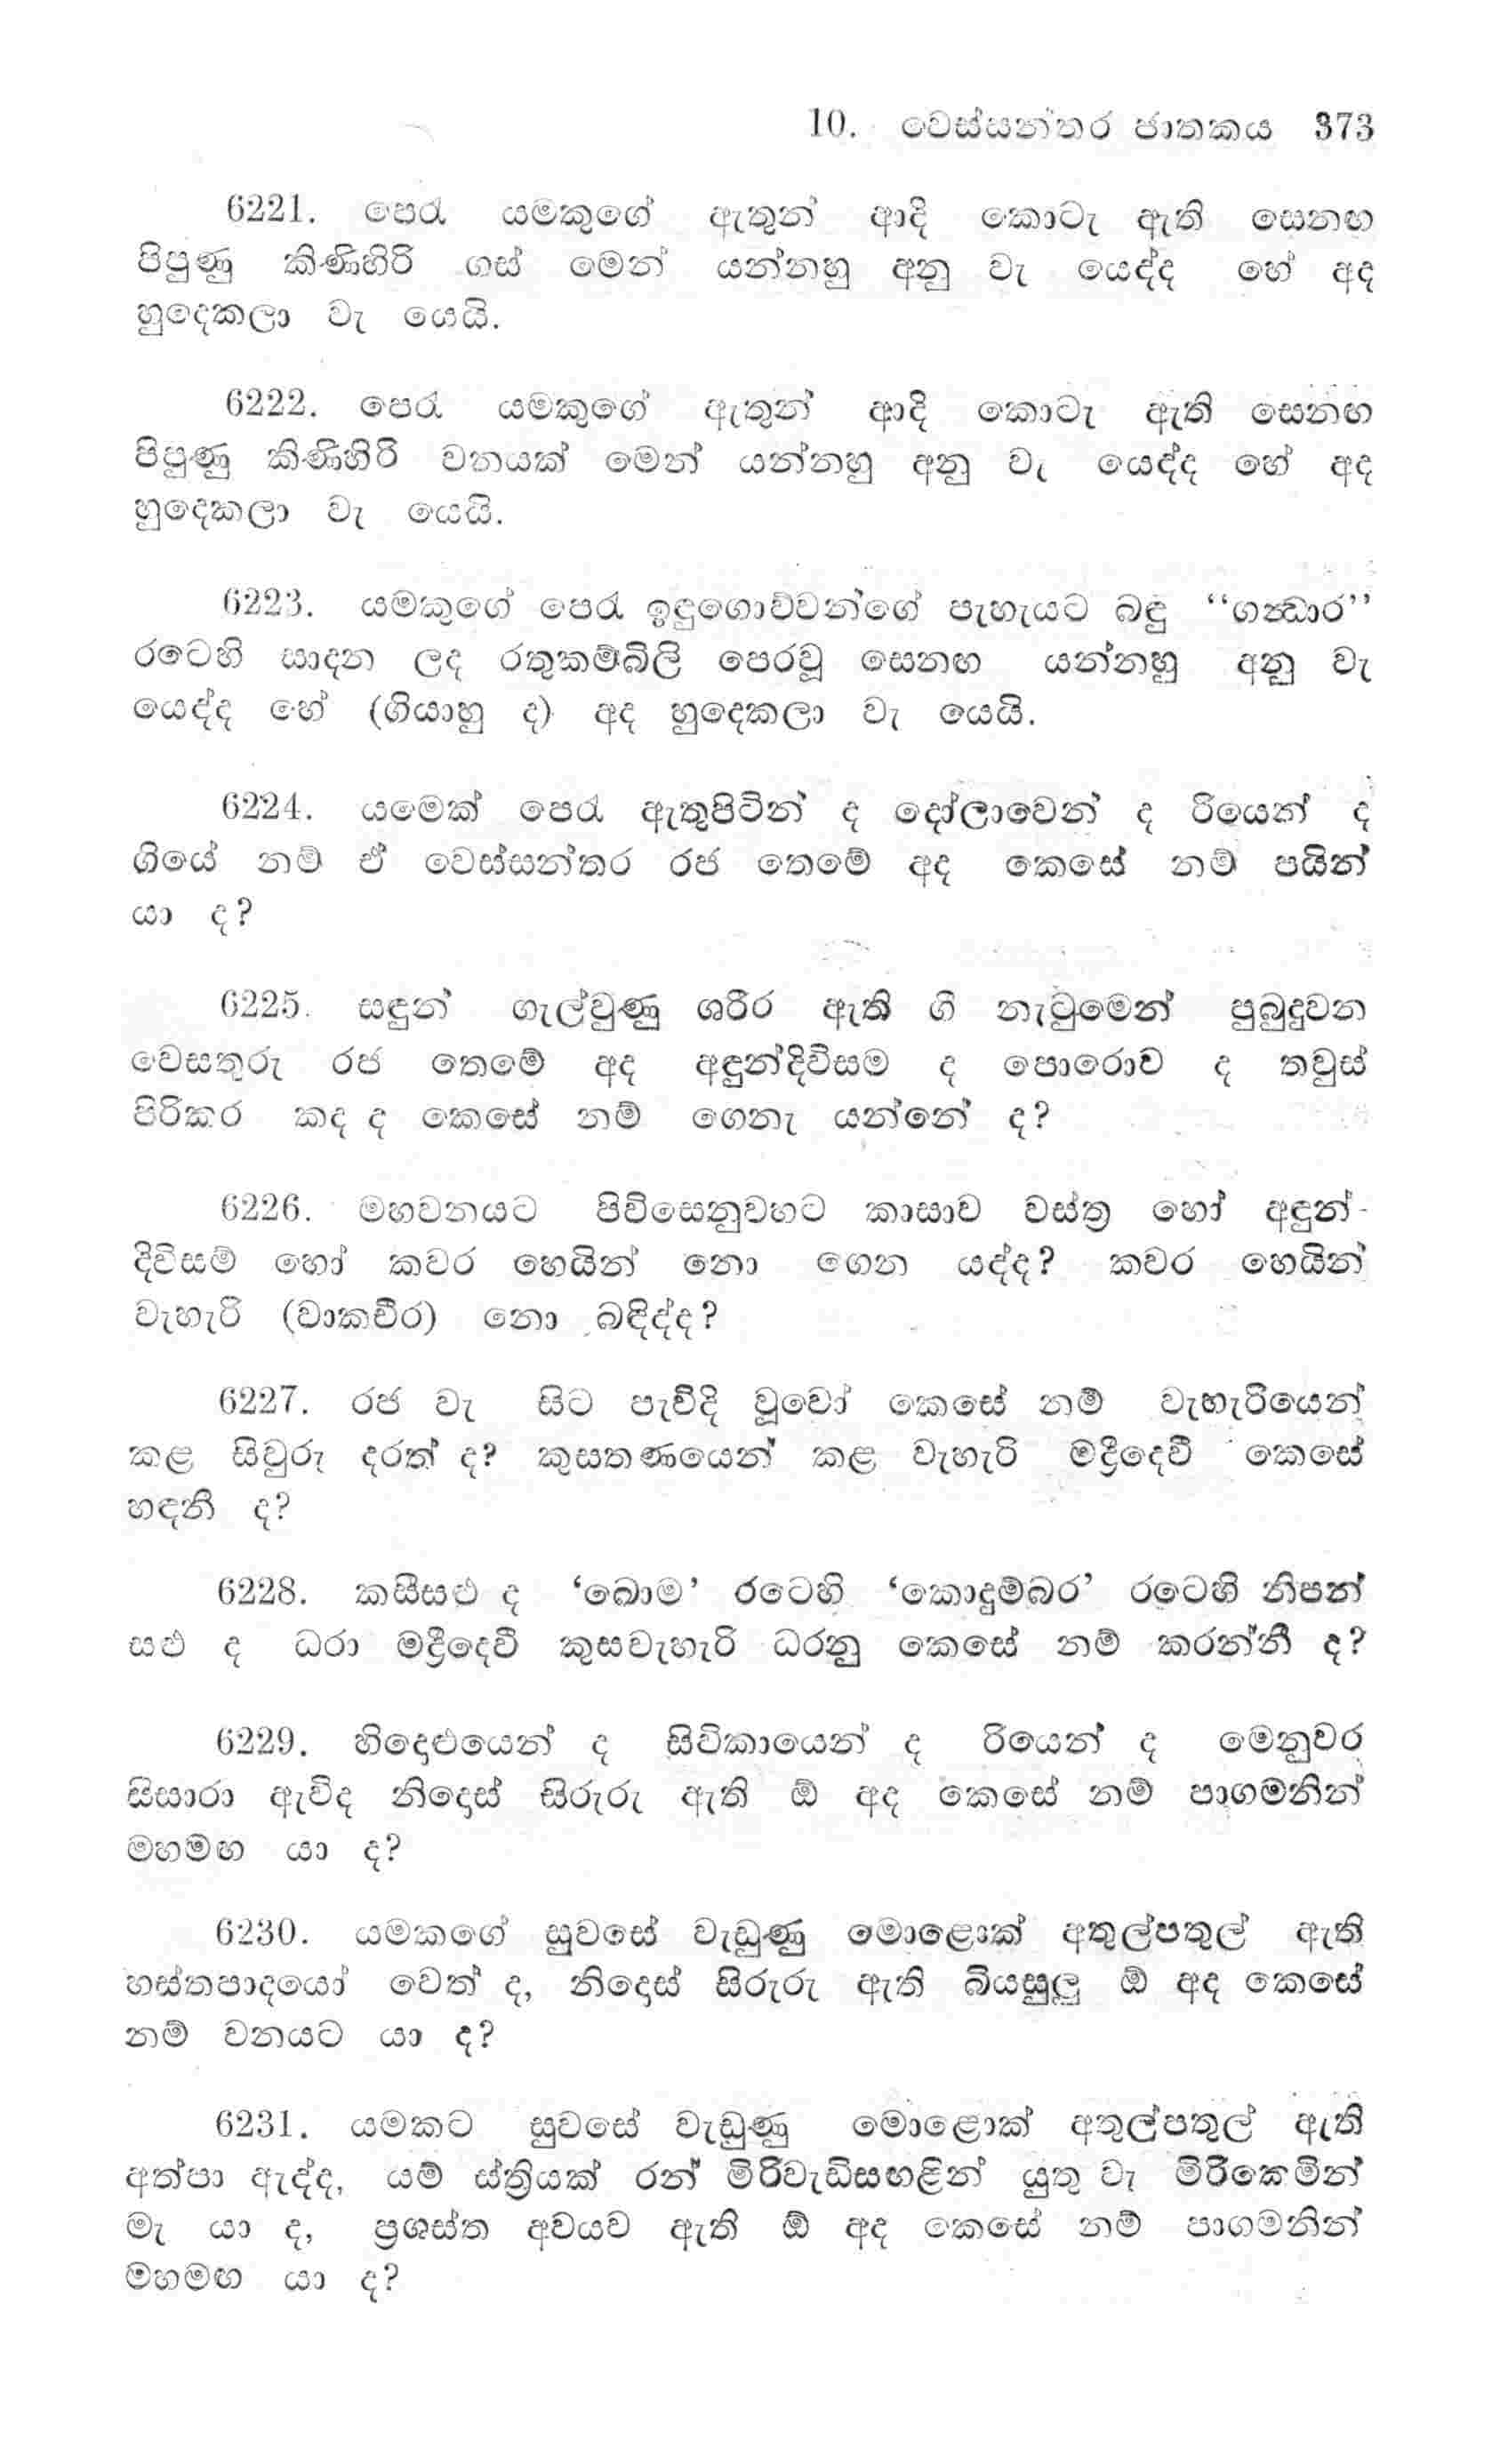 10. වෙස්සන්තර ජාතකය 373
6221. පෙරැ යමකුගේ ඇතුන් ආදි කොටැ ඇති සෙනඟ
පිපුණු කිණිහිරි ගස් මෙන් යන්නහු අනු වැ යෙද්ද හේ අද
හුදෙකලා වැ යෙයි.
6222. පෙරැ යමකුගේ ඇතුන් ආදි කොටැ ඇති සෙනඟ
පිපුණු කිණිහිරි වනයක් මෙන් යන්නහු අනු වැ යෙද්ද හේ අද
හුදෙකලා වැ යෙයි.
6223. යමකුගේ පෙරැ ඉඳුගොව්වන්ගේ පැහැයට බඳු “ගන්‍ධාර”
රටෙහි සාදන ලද රතුකම්බිලි පෙරවූ සෙනඟ යන්නහු අනු වැ
යෙද්ද හේ (ගියාහු ද) අද හුදෙකලා වැ යෙයි.
6224. යමෙක් පෙරැ ඇතුපිටින් ද දෝලාවෙන් ද රියෙන් ද
ගියේ නම් ඒ වෙස්සන්තර රජ තෙමේ අද කෙසේ නම් පයින්
යා ද?
6225. සඳුන් ගැල්වුණු ශරීර ඇති ගී නැටුමෙන් පුබුදුවන
වෙසතුරු රජ තෙමේ අද අඳුන්දිවිසම ද පොරොව ද තවුස්
පිරිකර කද ද කෙසේ නම් ගෙනැ යන්නේ ද?
6226. මහවනයට පිවිසෙනුවහට කාසාව වස්ත්‍ර හෝ අඳුන්-
දිවිසම් හෝ කවර හෙයින් නො ගෙන යද්ද? කවර හෙයින්
වැහැරි (වාකචීර) නො බඳිද්ද?
6227. රජ වැ සිට පැවිදි වූවෝ කෙසේ නම් වැහැරියෙන්
කළ සිවුරු දරත් ද? කුසතණයෙන් කළ වැහැරි මද්‍රීදේවී කෙසේ
හඳනී ද?
6228. කසීසළු ද ‘ඛොම’ රටෙහි ‘කොදුම්බර’ රටෙහි නිපන්
සළු ද ධරා මද්‍රීදෙවී කුසවැහැරි ධරනු කෙසේ නම් කරන්නී ද?
6229. හිදොළුයෙන් ද සිවිකායෙන් ද රියෙන් ද මෙනුවර
සිසාරා ඇවිද නිදොස් සිරුරු ඇති ඕ අද කෙසේ නම් පාගමනින්
මහමඟ යා ද?
6230. යමකගේ සුවසේ වැඩුණු මොළොක් අතුල්පතුල් ඇති
හස්තපාදයෝ වෙත් ද, නිදොස් සිරුරු ඇති බියසුලු ඕ අද කෙසේ
නම් වනයට යා ද?
6231. යමකට සුවසේ වැඩුණු මොළොක් අතුල්පතුල් ඇති
අත්පා ඇද්ද, යම් ස්ත්‍රියක් රන් මිරිවැඩිසඟළින් යුතු වැ මිරිකෙමින්
මැ යා ද, ප්‍රශස්ත අවයව ඇති ඕ අද කෙසේ නම් පාගමනින්
මහමඟ යා ද?